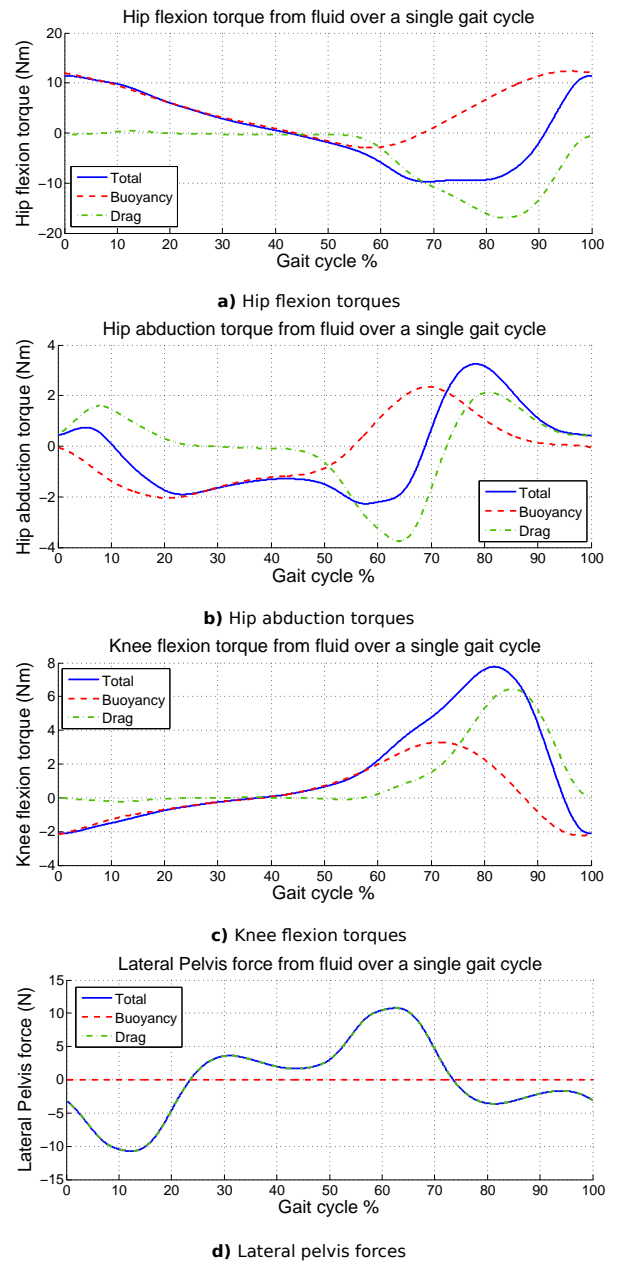 Hip flexion torque from fluid over a single gait cycle
Hip flexion torque (Nm)
20
10
0
−10
−20
Total
Buoyancy
Drag
0 10 20 30 40 50 60 70 80 90 100
Gait cycle %
a) Hip flexion torques
Hip abduction torque from fluid over a single gait cycle
Hip abduction torque (Nm)
4
2
0
−2
−4
Total
Buoyancy
Drag
0 10 20 30 40 50 60 70 80 90 100
Gait cycle %
b) Hip abduction torques
Knee flexion torque from fluid over a single gait cycle
Knee flexion torque (Nm)
8
6
4
2
0
−2
−4
Total
Buoyancy
Drag
0 10 20 30 40 50 60 70 80 90 100
Gait cycle %
c) Knee flexion torques
Lateral Pelvis force from fluid over a single gait cycle
Lateral Pelvis force (N)
15
10
5
0
−5
−10
−15
Total
Buoyancy
Drag
0 10 20 30 40 50 60 70 80 90 100
Gait cycle %
d) Lateral pelvis forces